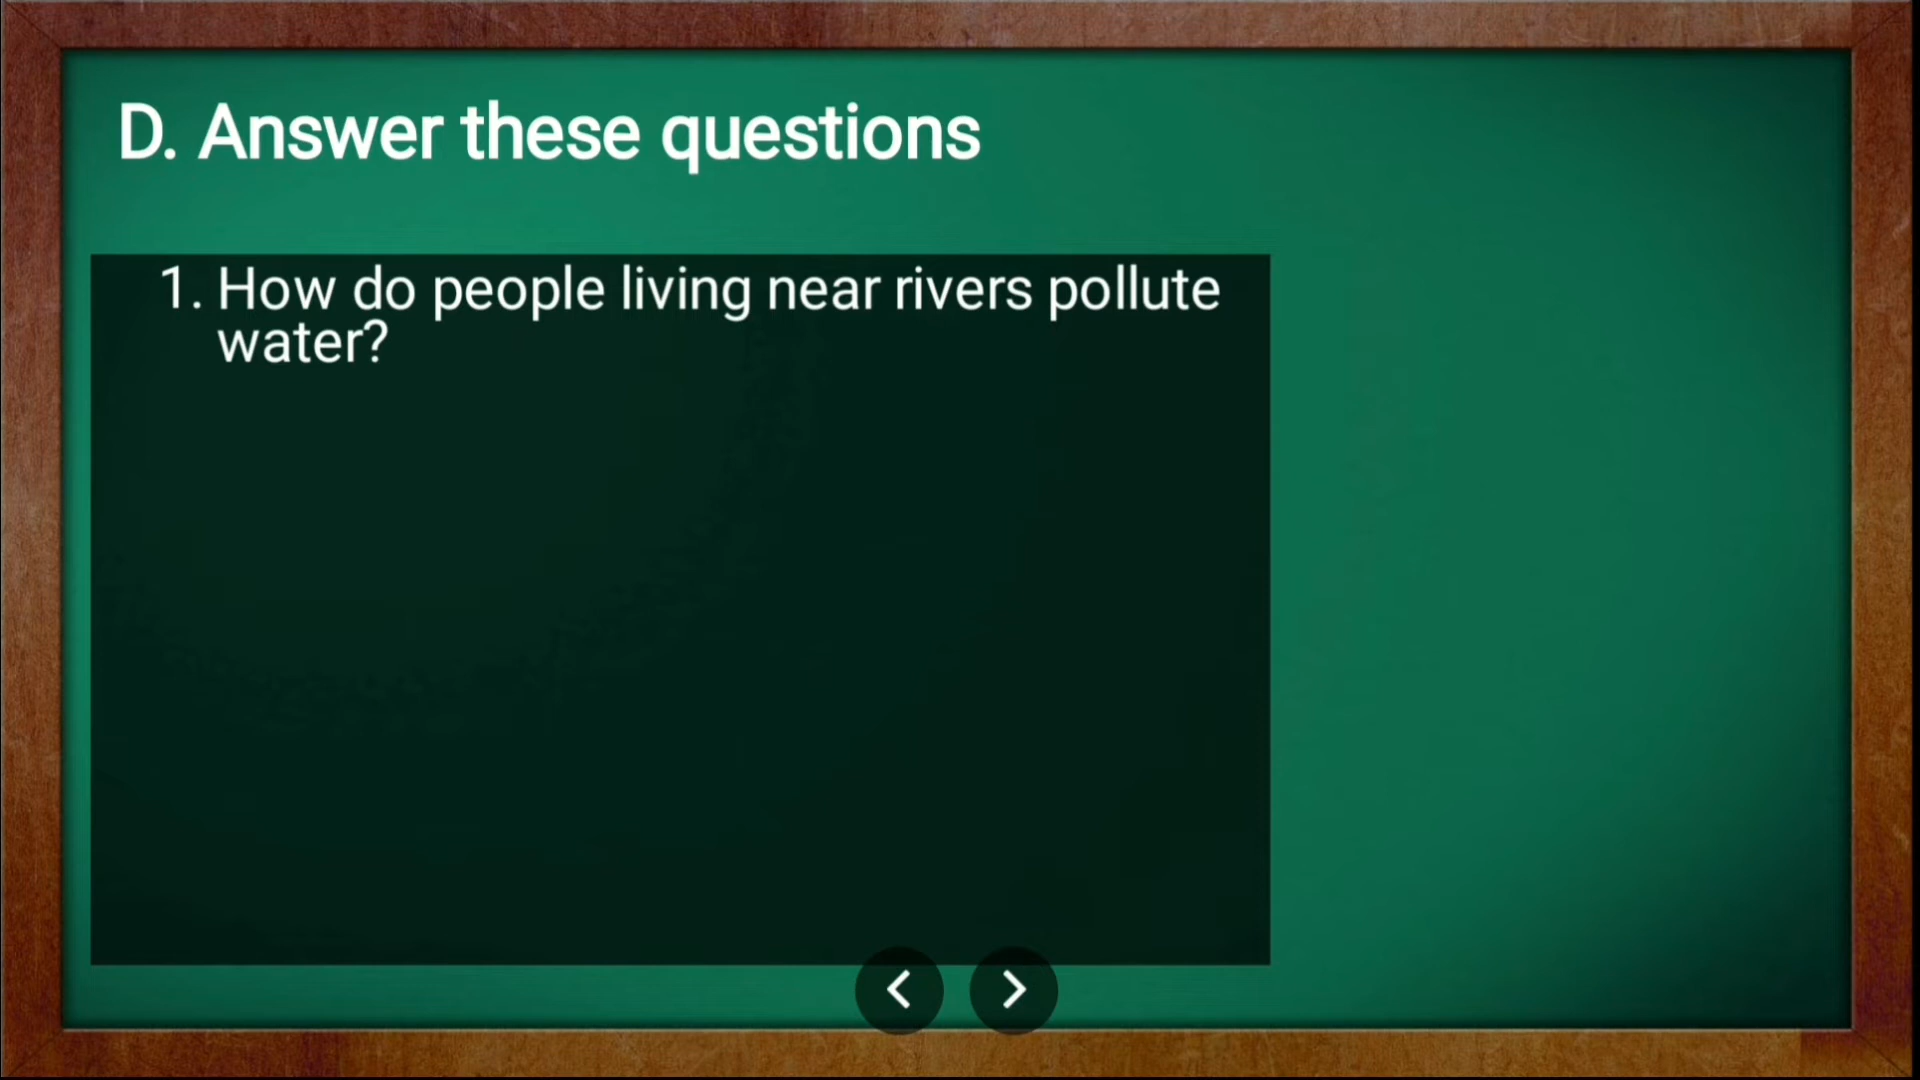 D. Answer these questions
1. How do people living near rivers pollute
water?